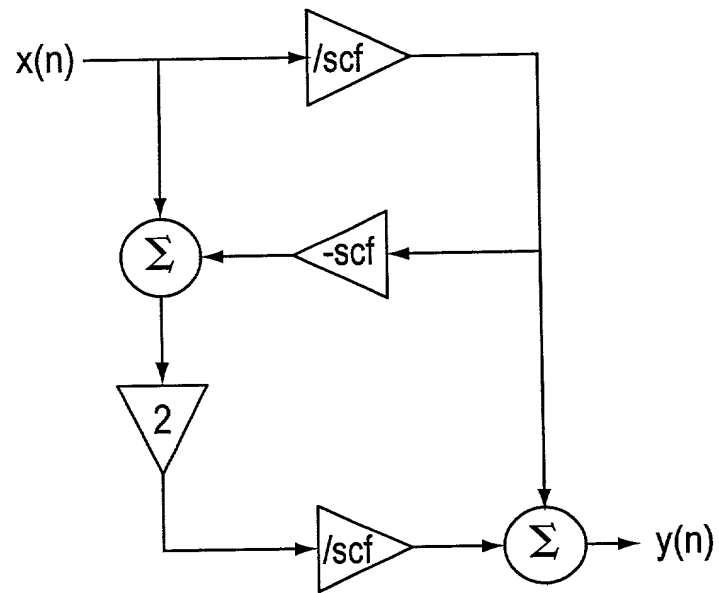 x(n)
/scf
Σ
-scf
2
/scf
Σ
y(n)